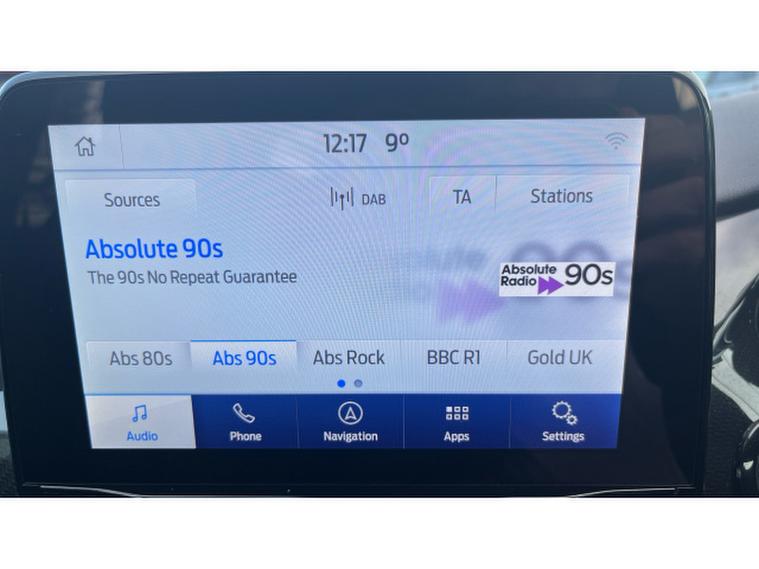 12:17 9º
Sources DAB TA Stations
Absolute 90s
The 90s No Repeat Guarantee
Absolute
Radio 90s
Abs 80s Abs 90s Abs Rock BBC R1 Gold UK
Audio Phone Navigation Apps Settings